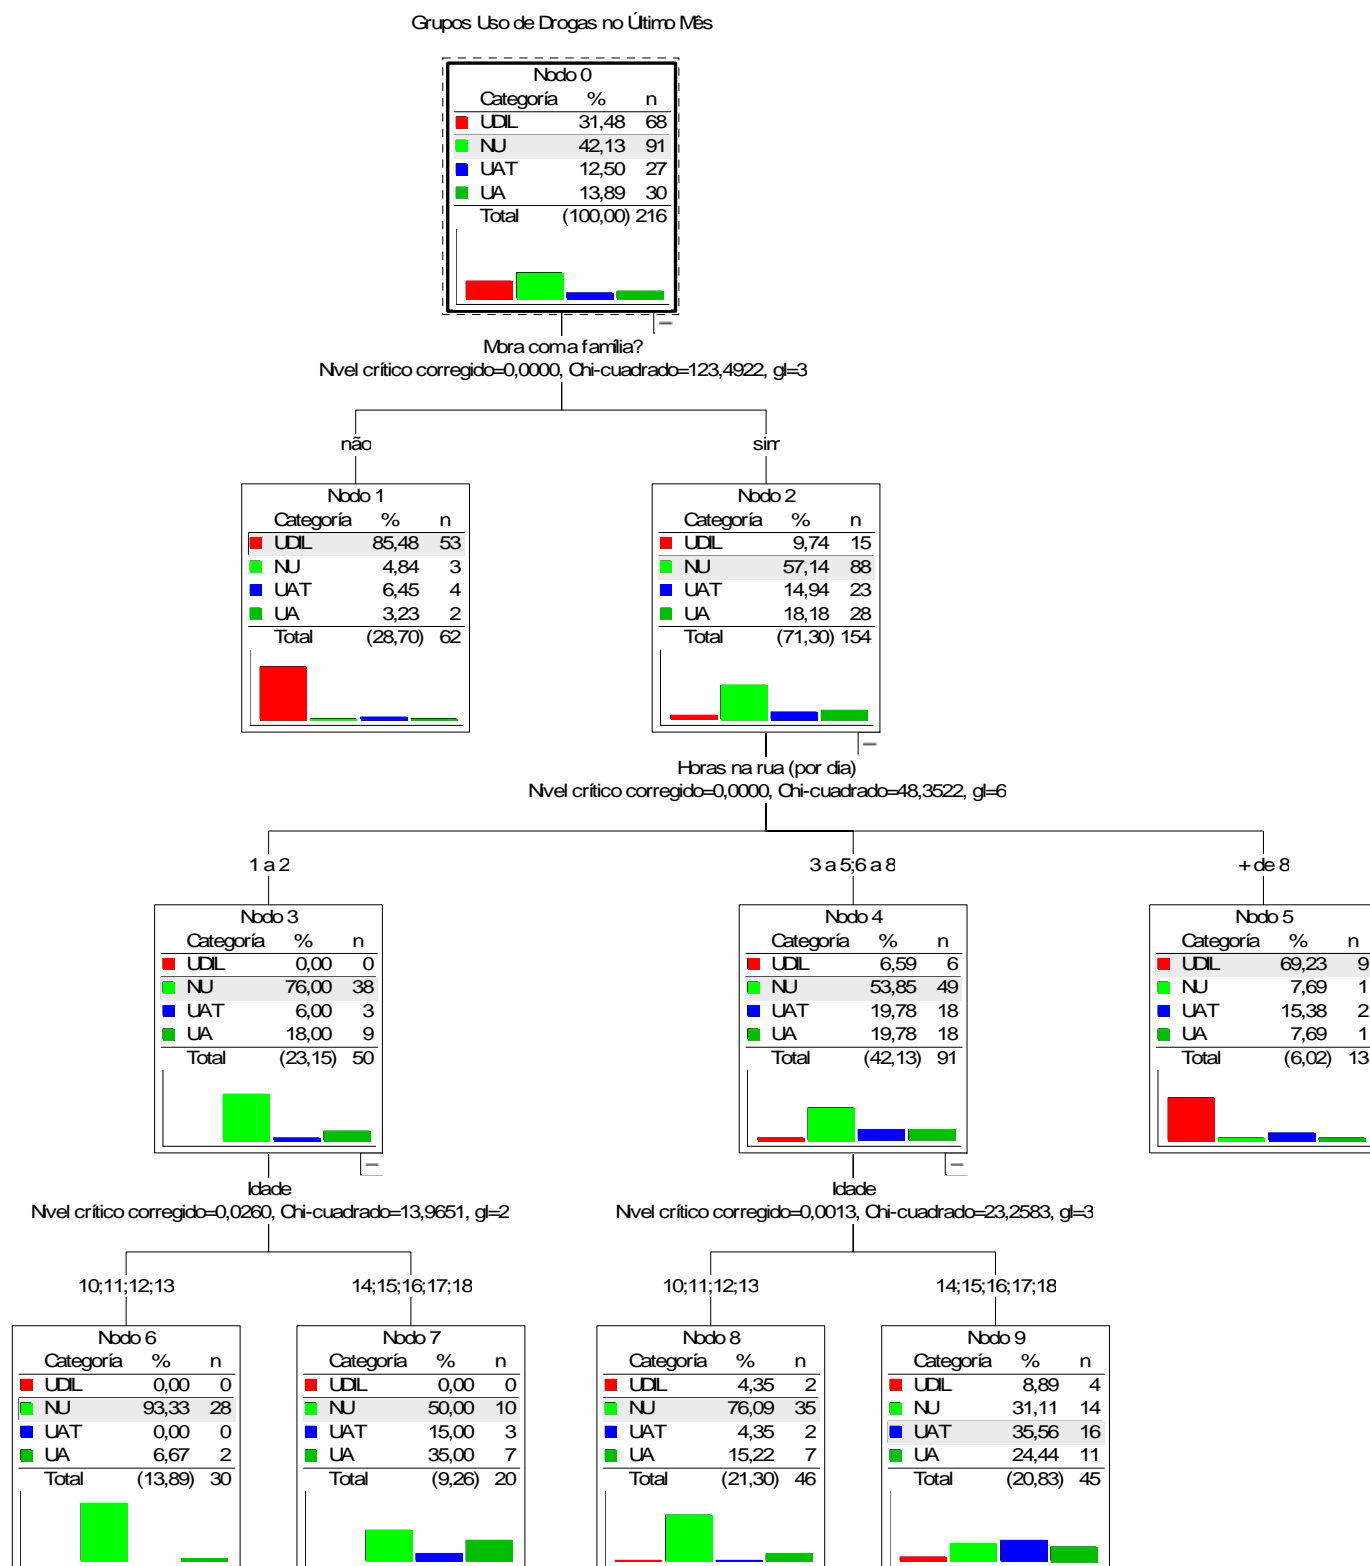 Grupos Uso de Drogas no Último Mês
Nodo 0
Categoría % n
UDIL 31,48 68
NU 42,13 91
UAT 12,50 27
UA 13,89 30
Total (100,00) 216
Mora com a família?
Nivel crítico corregido=0,0000, Chi-cuadrado=123,4922, gl=3
não sim
Nodo 1
Categoría % n
UDIL 85,48 53
NU 4,84 3
UAT 6,45 4
UA 3,23 2
Total (28,70) 62
Nodo 2
Categoría % n
UDIL 9,74 15
NU 57,14 88
UAT 14,94 23
UA 18,18 28
Total (71,30) 154
Horas na rua (por dia)
Nivel crítico corregido=0,0000, Chi-cuadrado=48,3522, gl=6
1 a 2 3 a 5;6 a 8 + de 8
Nodo 3
Categoría % n
UDIL 0,00 0
NU 76,00 38
UAT 6,00 3
UA 18,00 9
Total (23,15) 50
Nodo 4
Categoría % n
UDIL 6,59 6
NU 53,85 49
UAT 19,78 18
UA 19,78 18
Total (42,13) 91
Nodo 5
Categoría % n
UDIL 69,23 9
NU 7,69 1
UAT 15,38 2
UA 7,69 1
Total (6,02) 13
Idade
Nivel crítico corregido=0,0260, Chi-cuadrado=13,9651, gl=2
Idade
Nivel crítico corregido=0,0013, Chi-cuadrado=23,2583, gl=3
10;11;12;13 14;15;16;17;18 10;11;12;13 14;15;16;17;18
Nodo 6
Categoría % n
UDIL 0,00 0
NU 93,33 28
UAT 0,00 0
UA 6,67 2
Total (13,89) 30
Nodo 7
Categoría % n
UDIL 0,00 0
NU 50,00 10
UAT 15,00 3
UA 35,00 7
Total (9,26) 20
Nodo 8
Categoría % n
UDIL 4,35 2
NU 76,09 35
UAT 4,35 2
UA 15,22 7
Total (21,30) 46
Nodo 9
Categoría % n
UDIL 8,89 4
NU 31,11 14
UAT 35,56 16
UA 24,44 11
Total (20,83) 45